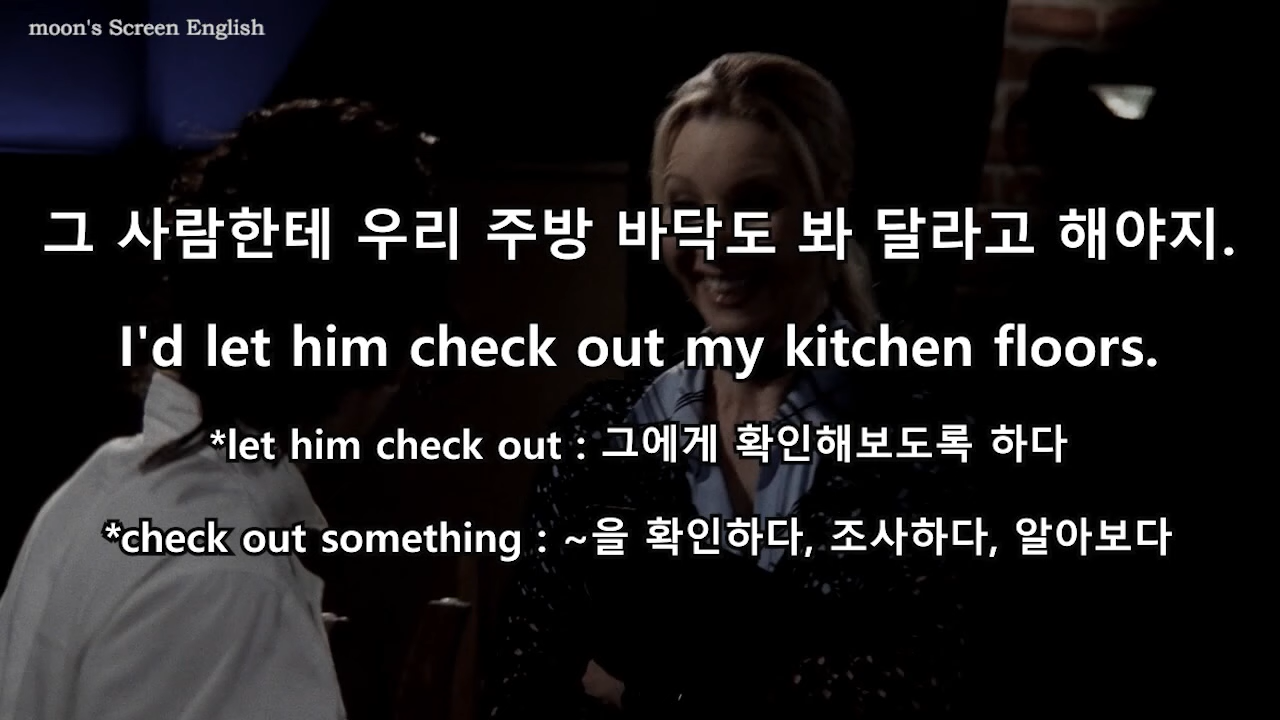 moon's Screen English
그 사람한테 우리 주방 바닥도 봐 달라고 해야지.
I'd let him check out my kitchen floors.
*let him check out : 그에게 확인해보도록 하다
*check out something : ~을 확인하다, 조사하다, 알아보다